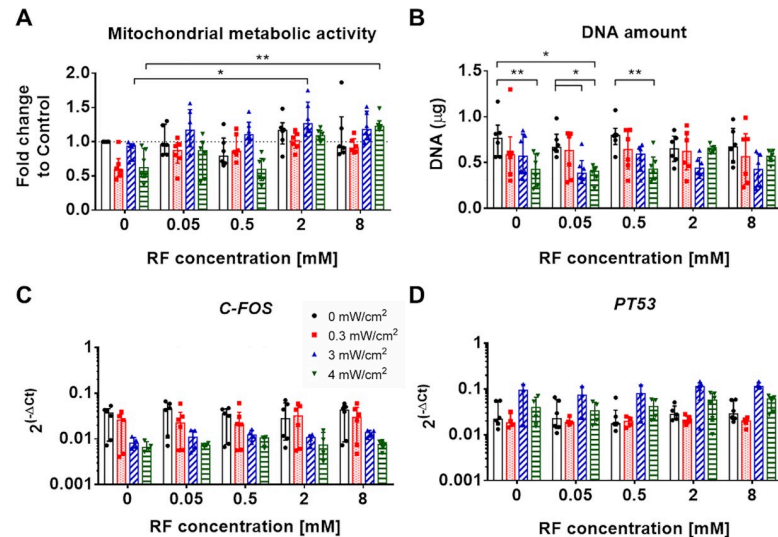 A
Mitochondrial metabolic activity
**
*
Fold change
to Control
2.0
1.5
1.0
0.5
0.0
0 0.05 0.5 2 8
RF concentration [mM]
B
DNA amount
*
** * **
DNA (μg)
1.5
1.0
0.5
0.0
0 0.05 0.5 2 8
RF concentration [mM]
C
C-FOS
0 mW/cm²
0.3 mW/cm²
3 mW/cm²
4 mW/cm²
2^(-ΔCt)
1
0.1
0.01
0.001
0 0.05 0.5 2 8
RF concentration [mM]
D
PT53
2^(-ΔCt)
1
0.1
0.01
0.001
0 0.05 0.5 2 8
RF concentration [mM]